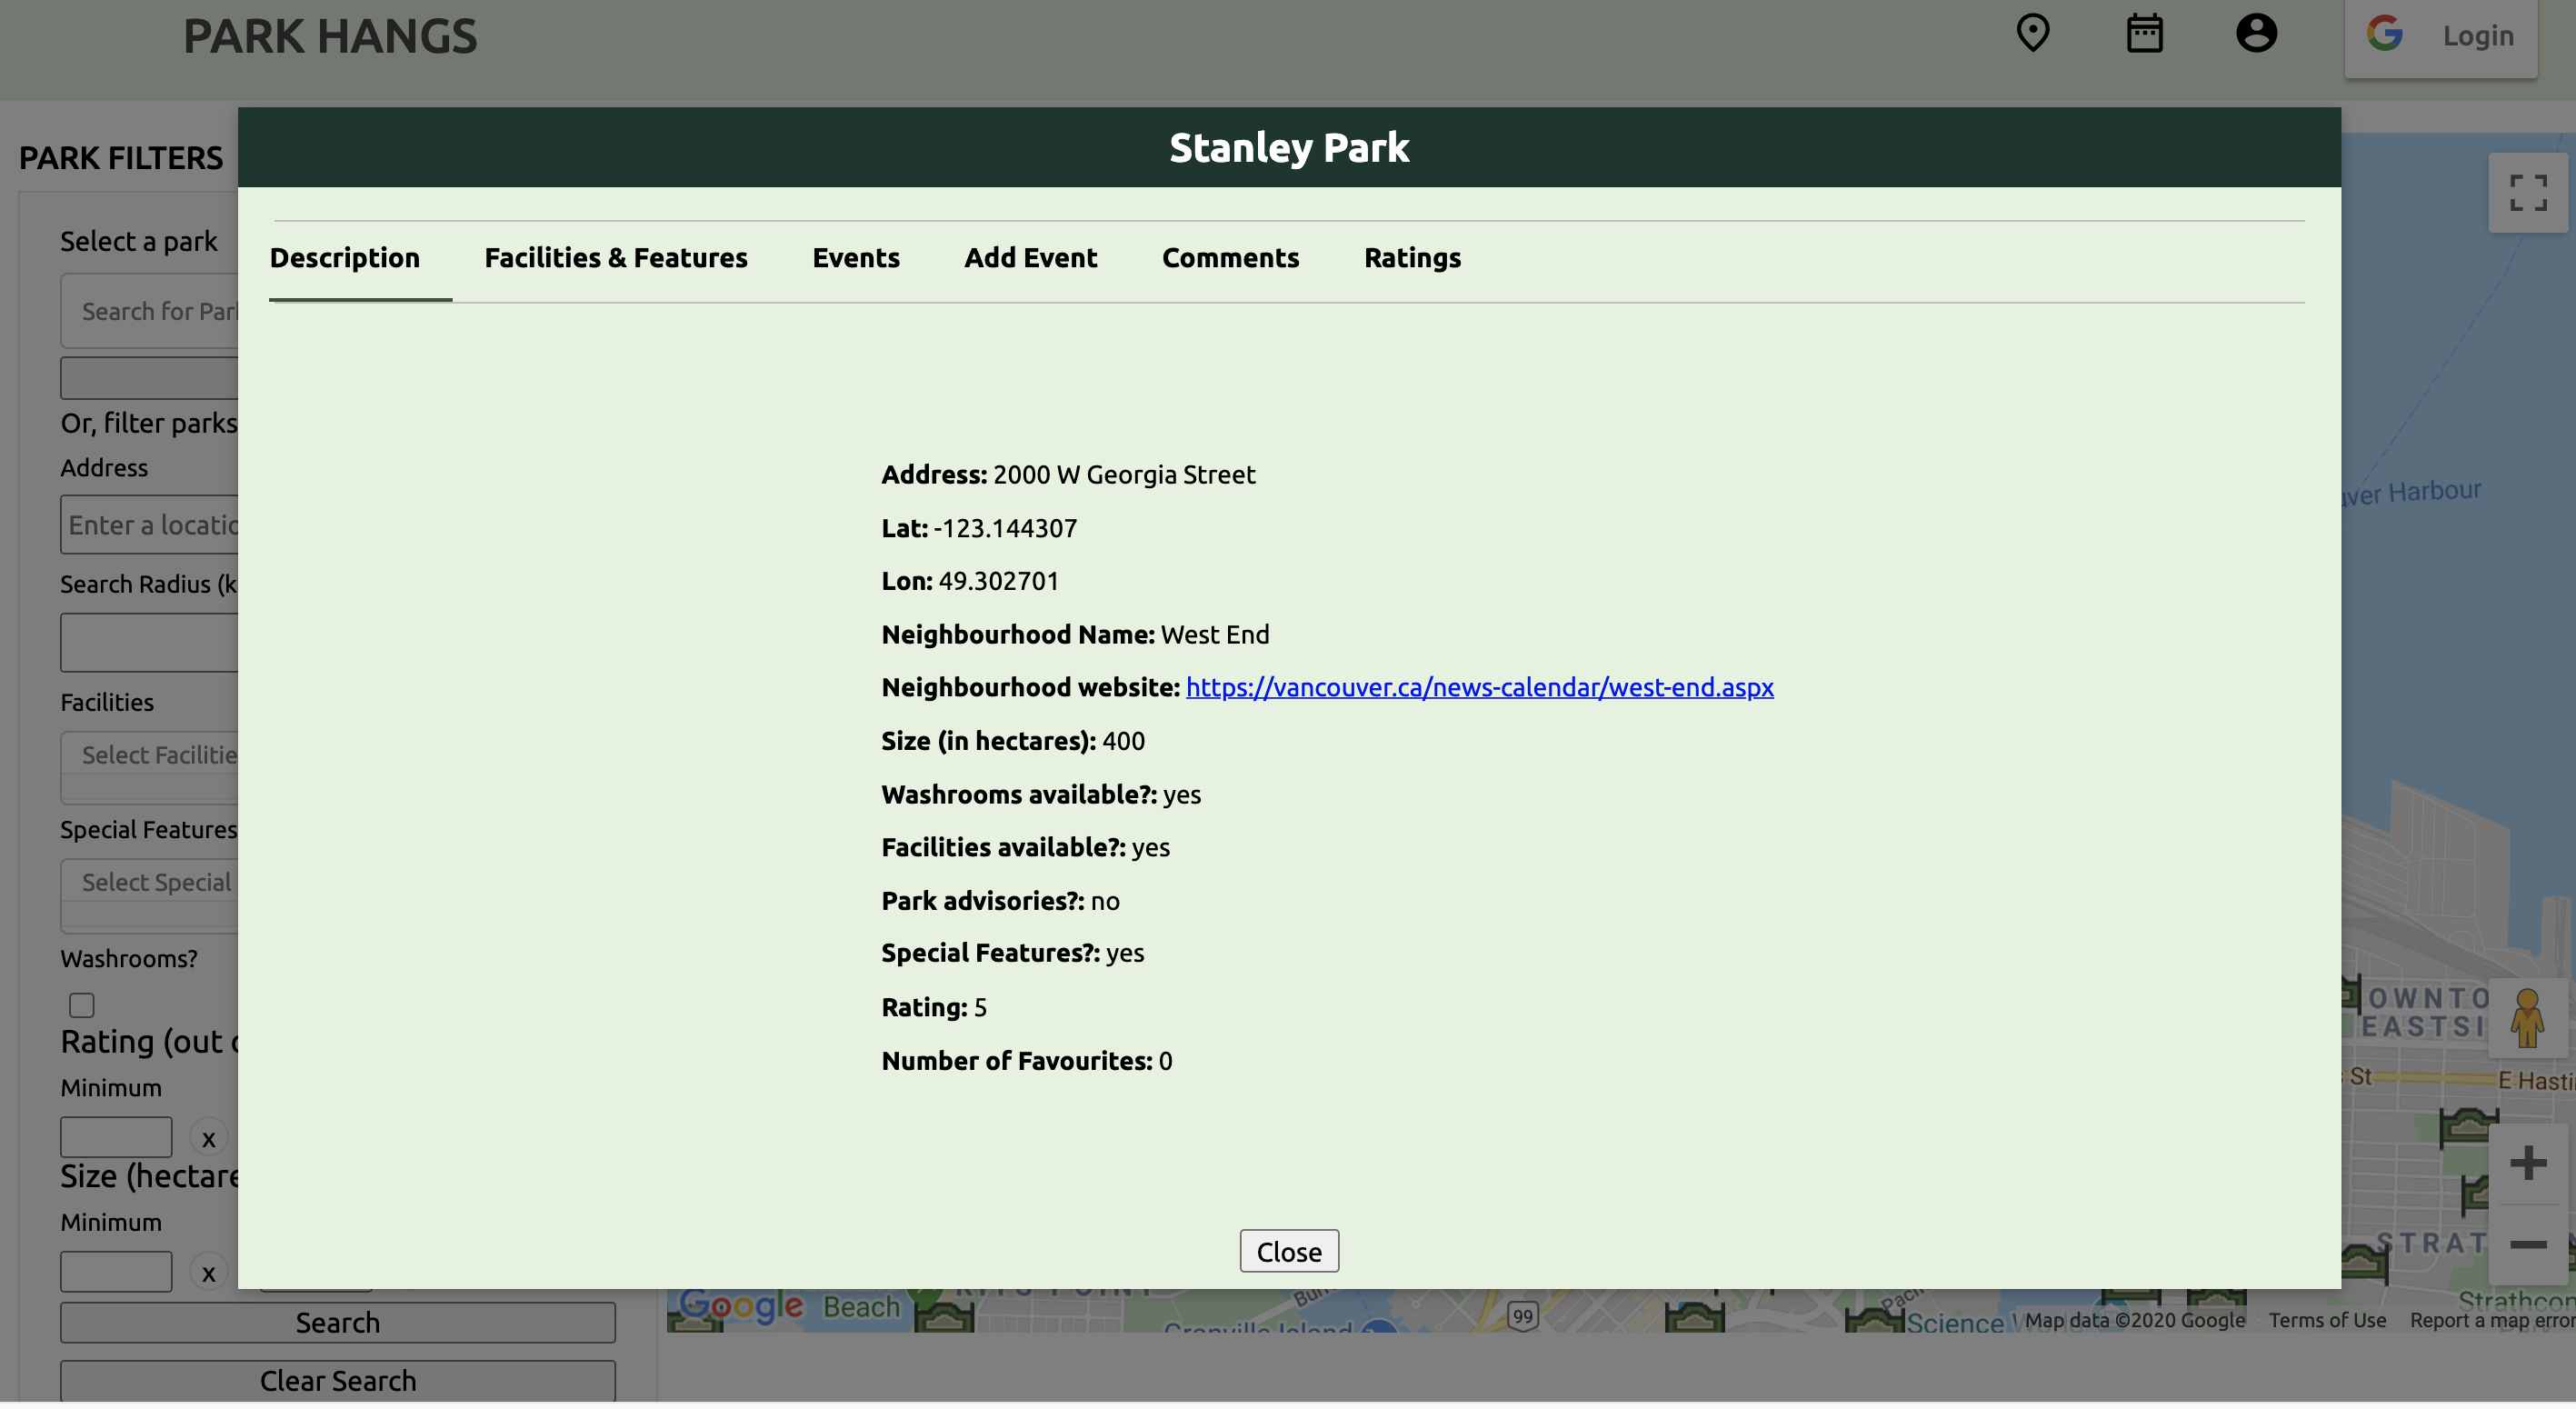 PARK HANGS
Login
PARK FILTERS
Stanley Park
Select a park
Description Facilities & Features Events Add Event Comments Ratings
Search for Par
Or, filter parks
Address
Enter a locatio
Search Radius (k
Facilities
Select Facilitie
Special Features
Select Special
Washrooms?
Rating (out
Minimum
x
Size (hectare
Minimum
x
Search
Clear Search
Address: 2000 W Georgia Street
Lat: -123.144307
Lon: 49.302701
Neighbourhood Name: West End
Neighbourhood website: https://vancouver.ca/news-calendar/west-end.aspx
Size (in hectares): 400
Washrooms available?: yes
Facilities available?: yes
Park advisories?: no
Special Features?: yes
Rating: 5
Number of Favourites: 0
Close
ver Harbour
OWNTO
EASTSI
St
E Hasti
STRAT
Strathcon
Google
Beach
KITS POINT
Granville Island
99
Science W
Map data ©2020 Google Terms of Use Report a map error